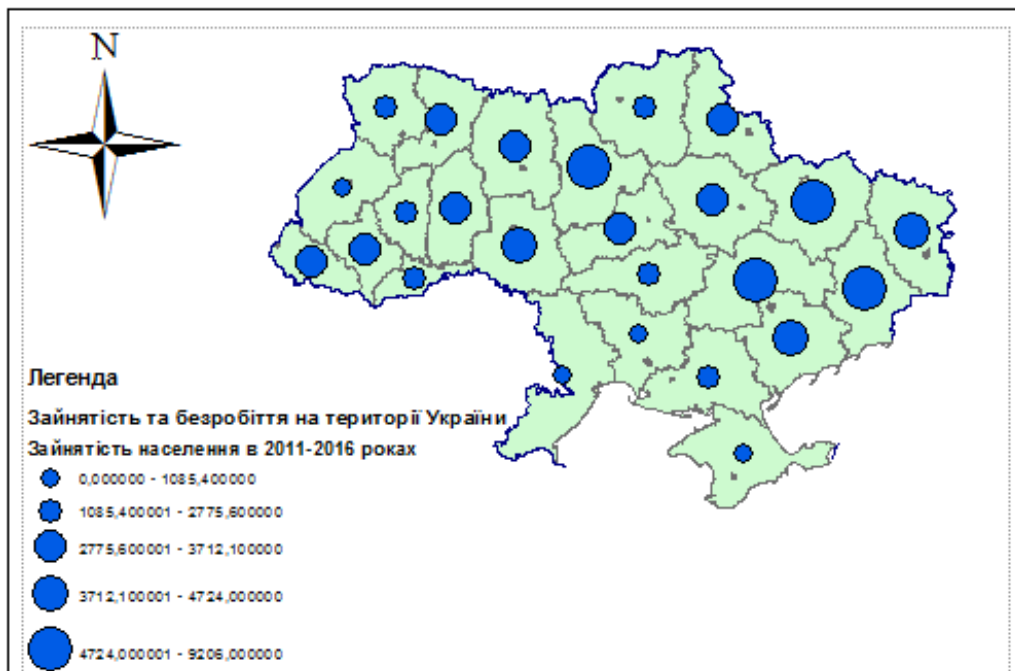 N
Легенда
Зайнятість та безробіття на території України
Зайнятість населення в 2011-2016 роках
0,000000 - 1085,400000
1085,400001 - 2775,600000
2775,600001 - 3712,100000
3712,100001 - 4724,000000
4724,000001 - 9206,000000